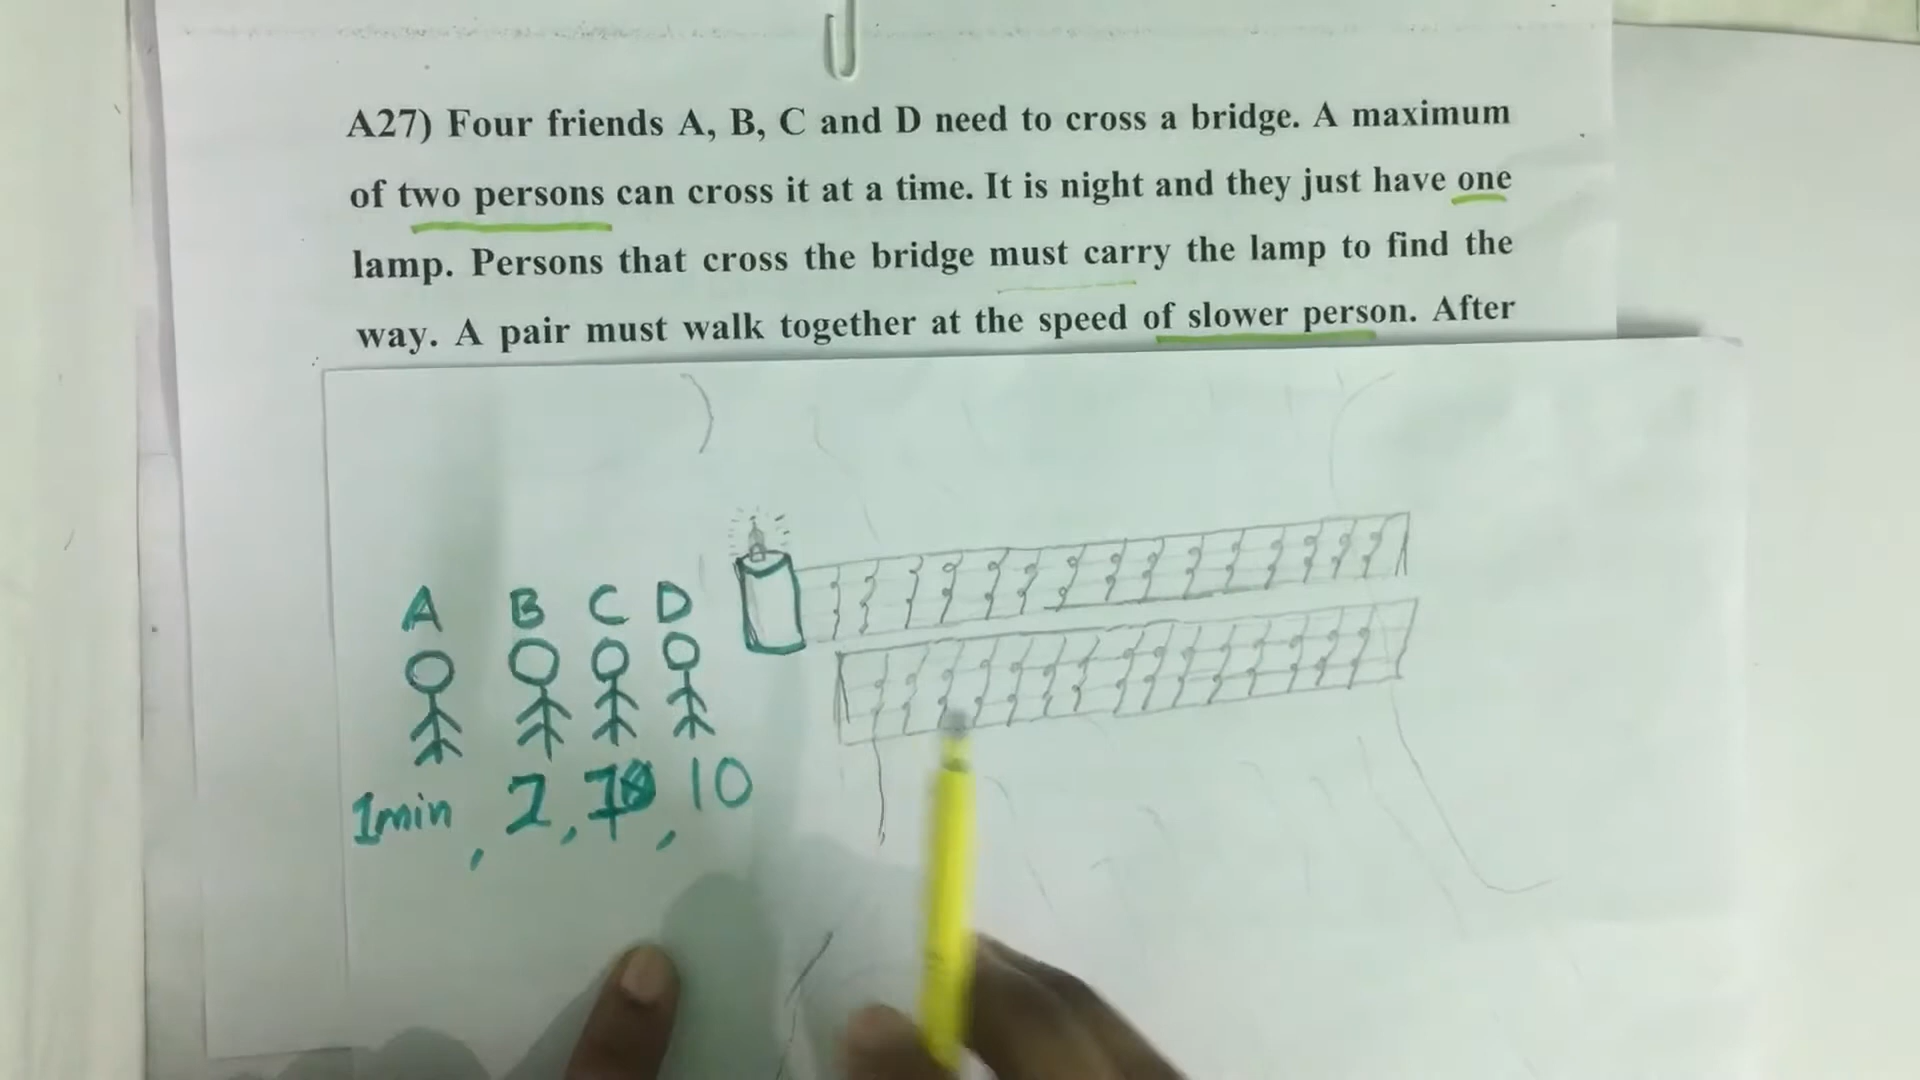 A27) Four friends A, B, C and D need to cross a bridge. A maximum
of two persons can cross it at a time. It is night and they just have one
lamp. Persons that cross the bridge must carry the lamp to find the
way. A pair must walk together at the speed of slower person. After
A B C D
1min, 2, 7, 10